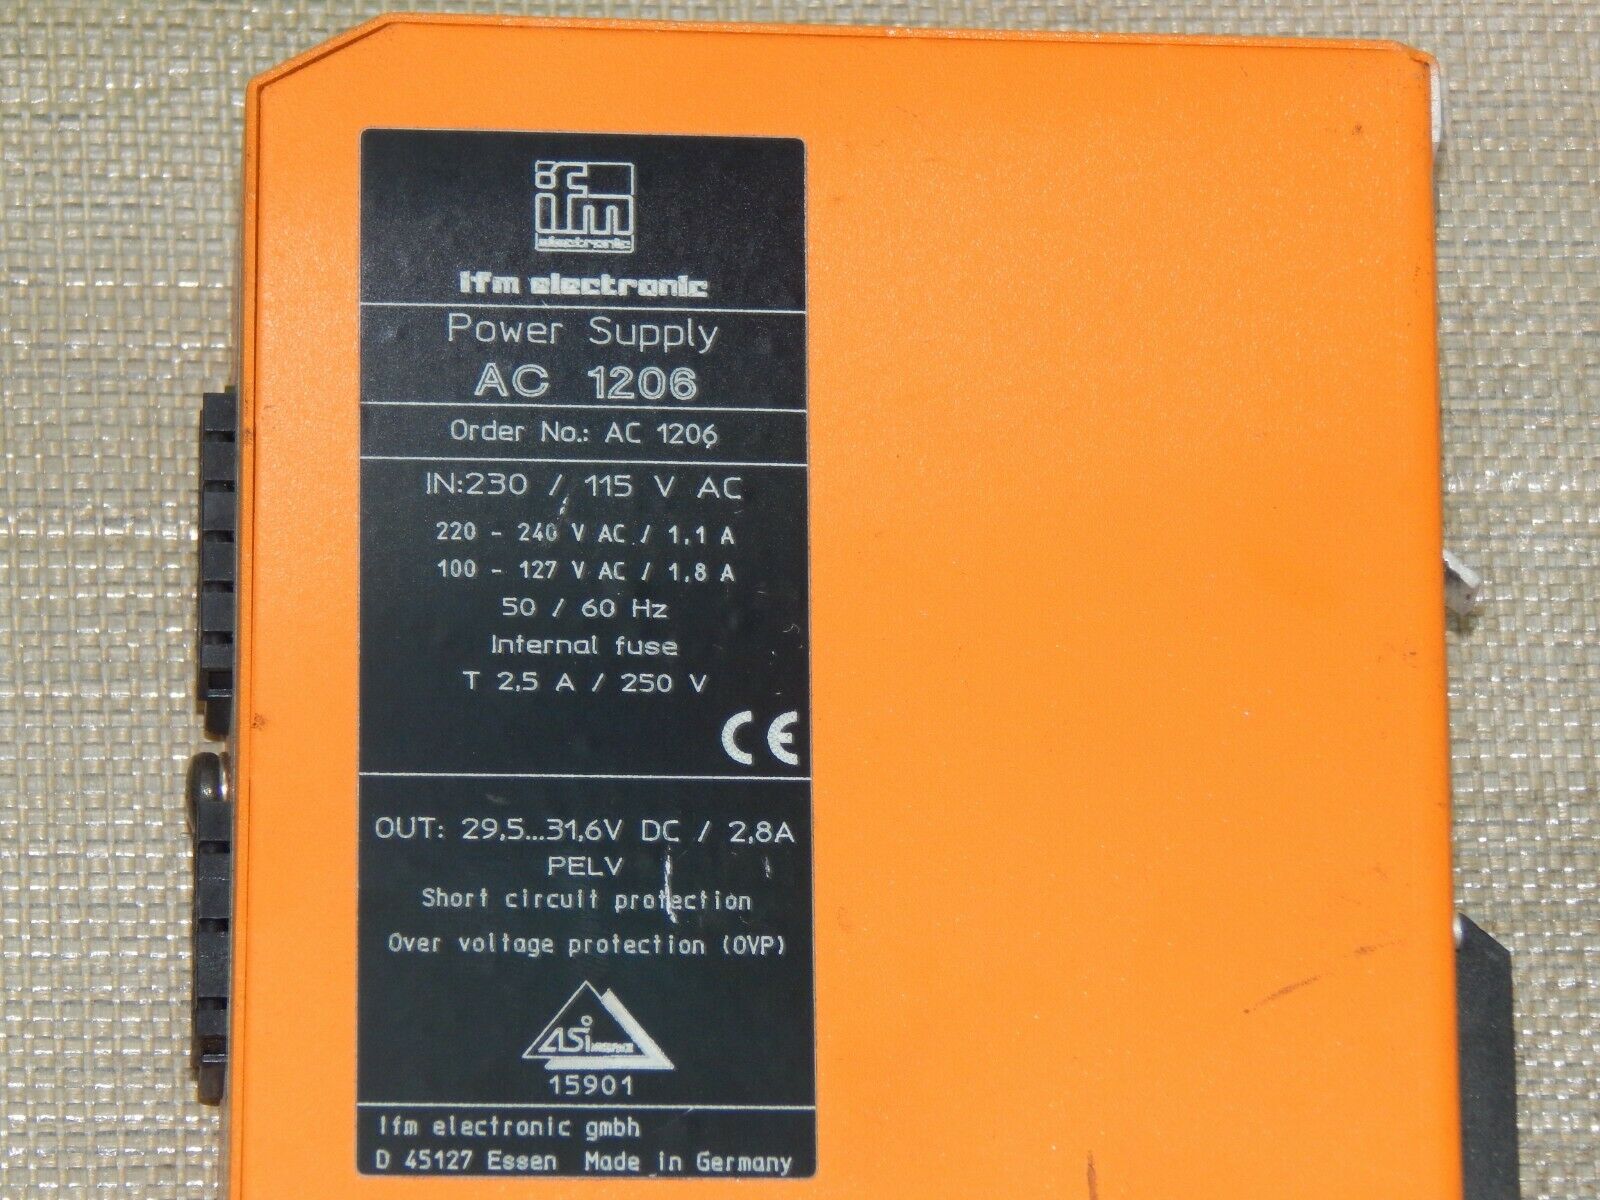 ifm
electronic
ifm electronic
Power Supply
AC 1206
Order No.: AC 1206
IN:230 / 115 V AC
220 - 240 V AC / 1,1 A
100 - 127 V AC / 1,8 A
50 / 60 Hz
Internal fuse
T 2,5 A / 250 V
CE
OUT: 29,5...31,6V DC / 2,8A
PELV
Short circuit protection
Over voltage protection (OVP)
ASi
15901
ifm electronic gmbh
D 45127 Essen Made in Germany